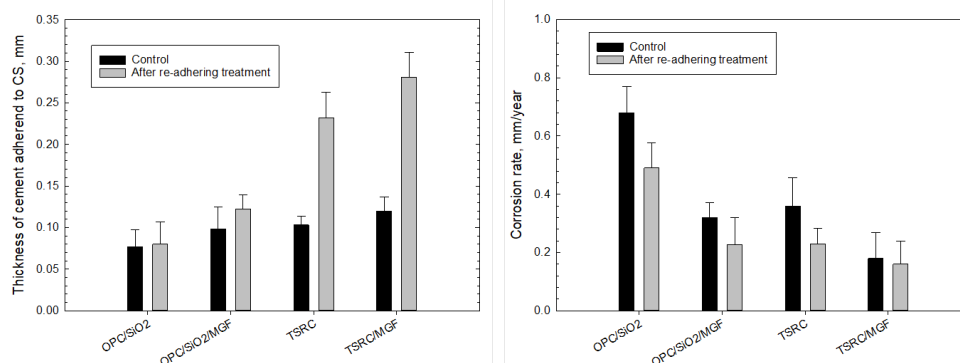 Thickness of cement adherend to CS, mm
0.35
0.30
0.25
0.20
0.15
0.10
0.05
0.00
Control
After re-adhering treatment
OPC/SiO2
OPC/SiO2/MGF
TSRC
TSRC/MGF
Corrosion rate, mm/year
1.0
0.8
0.6
0.4
0.2
0.0
Control
After re-adhering treatment
OPC/SiO2
OPC/SiO2/MGF
TSRC
TSRC/MGF